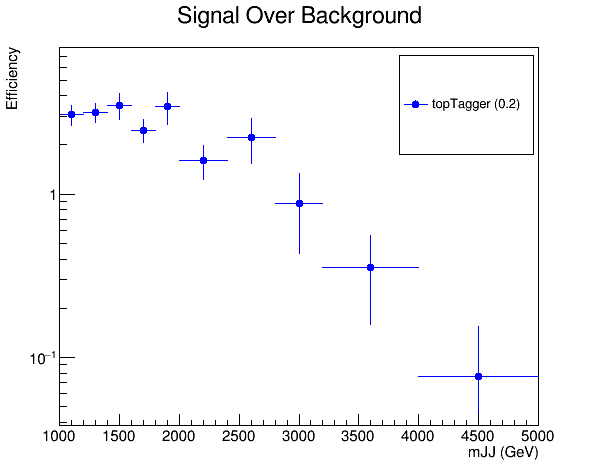 Signal Over Background
Efficiency
topTagger (0.2)
1
10⁻¹
1000 1500 2000 2500 3000 3500 4000 4500 5000
mJJ (GeV)